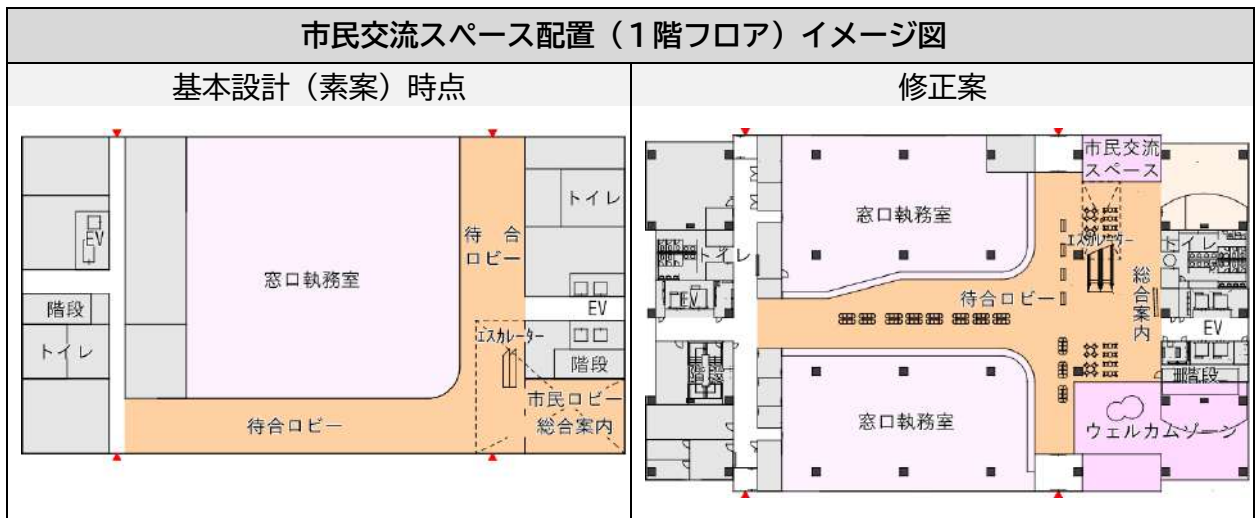 市民交流スペース配置（１階フロア）イメージ図
基本設計（素案）時点
修正案
トイレ
EV
待合
ロビー
窓口執務室
EV
階段
エスカレーター
トイレ
階段
市民ロビー
待合ロビー
総合案内
市民交流
スペース
窓口執務室
エスカレーター
トイレ
トイレ
総合案内
EV
待合ロビー
EV
階段
階段
窓口執務室
ウェルカムゾーン